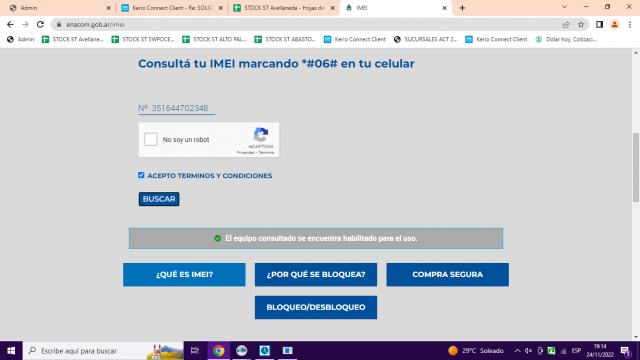 Admin
Kerio Connect Client - Re: SOLIC
STOCK ST Avellaneda - Hojas de
IMEI
enacom.gob.ar/imei
Admin
STOCK ST Avellane...
STOCK ST SWPOCE...
STOCK ST ALTO PAL...
STOCK ST ABASTO...
Kerio Connect Client
SUCURSALES ACT 2...
Kerio Connect Client
Dólar hoy, Cotizaci...
Consultá tu IMEI marcando *#06# en tu celular
Nº 351644702348
No soy un robot
reCAPTCHA
Privacidad - Términos
ACEPTO TERMINOS Y CONDICIONES
BUSCAR
El equipo consultado se encuentra habilitado para el uso.
¿QUÉ ES IMEI?
¿POR QUÉ SE BLOQUEA?
COMPRA SEGURA
BLOQUEO/DESBLOQUEO
Escribe aquí para buscar
29°C Soleado
ESP
19:14
24/11/2022